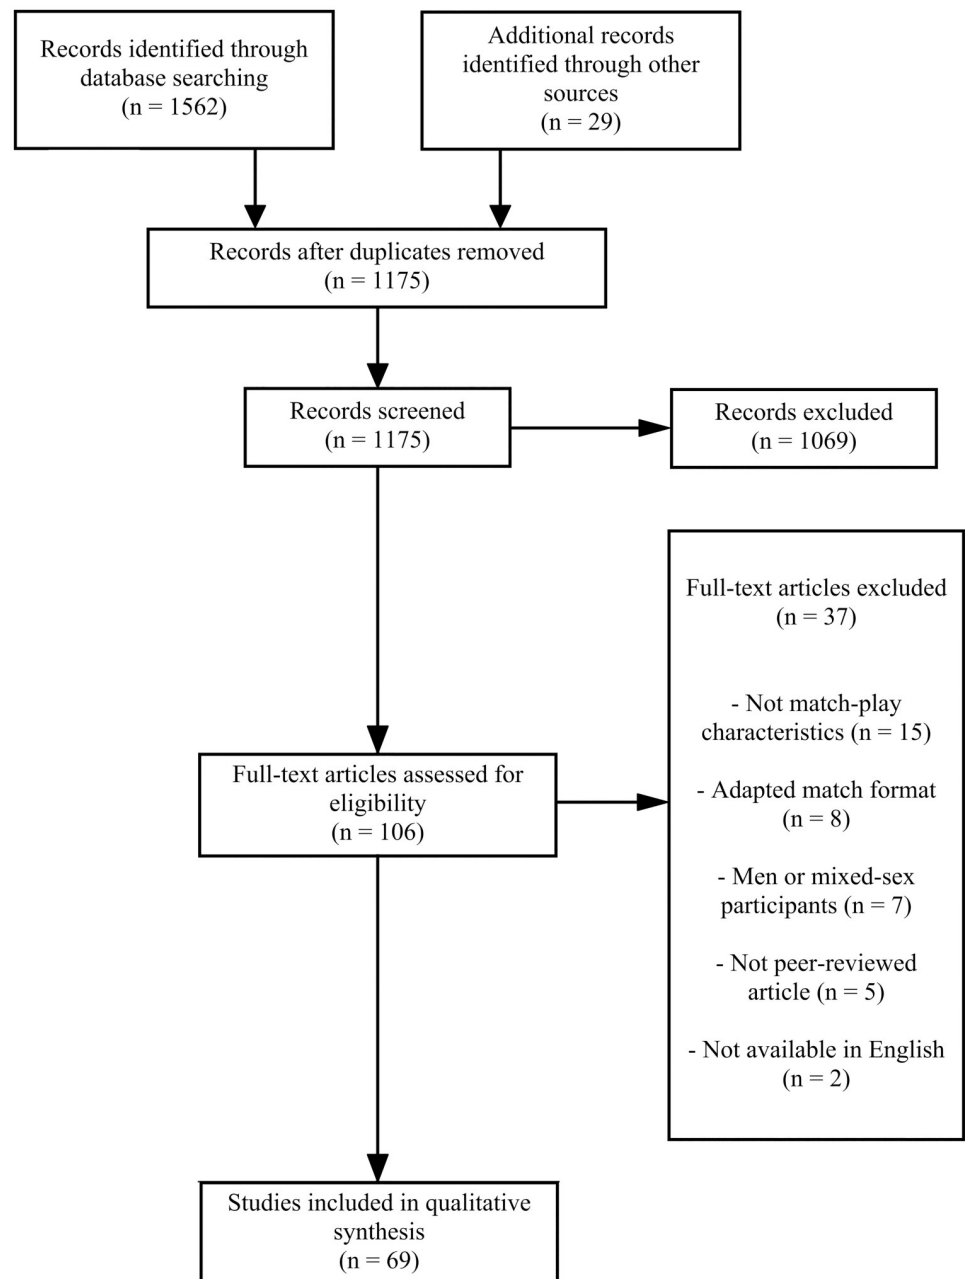 Records identified through
database searching
(n = 1562)
Additional records
identified through other
sources
(n = 29)
Records after duplicates removed
(n = 1175)
Records screened
(n = 1175)
Records excluded
(n = 1069)
Full-text articles assessed for
eligibility
(n = 106)
Full-text articles excluded
(n = 37)
- Not match-play
characteristics (n = 15)
- Adapted match format
(n = 8)
- Men or mixed-sex
participants (n = 7)
- Not peer-reviewed
article (n = 5)
- Not available in English
(n = 2)
Studies included in qualitative
synthesis
(n = 69)